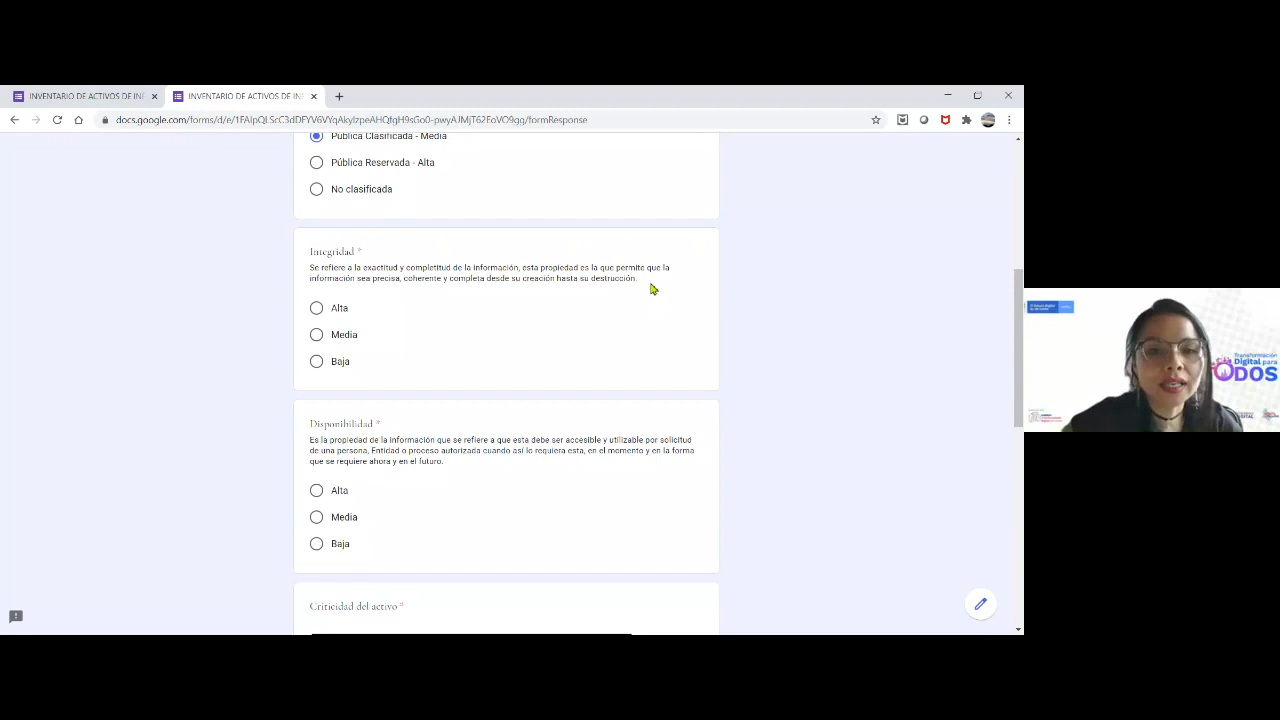 INVENTARIO DE ACTIVOS DE INF
INVENTARIO DE ACTIVOS DE IN
docs.google.com/forms/d/e/1FAIpQLScC3dDFYV6VYqAkylzpeAHQfgH9sGo0-pwyAJMjT62EoVO9gg/formResponse
Pública Clasificada - Media
Pública Reservada - Alta
No clasificada
Integridad *
Se refiere a la exactitud y completitud de la información, esta propiedad es la que permite que la
información sea precisa, coherente y completa desde su creación hasta su destrucción.
Alta
Media
Baja
Disponibilidad *
Es la propiedad de la información que se refiere a que esta debe ser accesible y utilizable por solicitud
de una persona, Entidad o proceso autorizada cuando así lo requiera esta, en el momento y en la forma
que se requiere ahora y en el futuro.
Alta
Media
Baja
Criticidad del activo *
Transformación
Digital para
TODOS